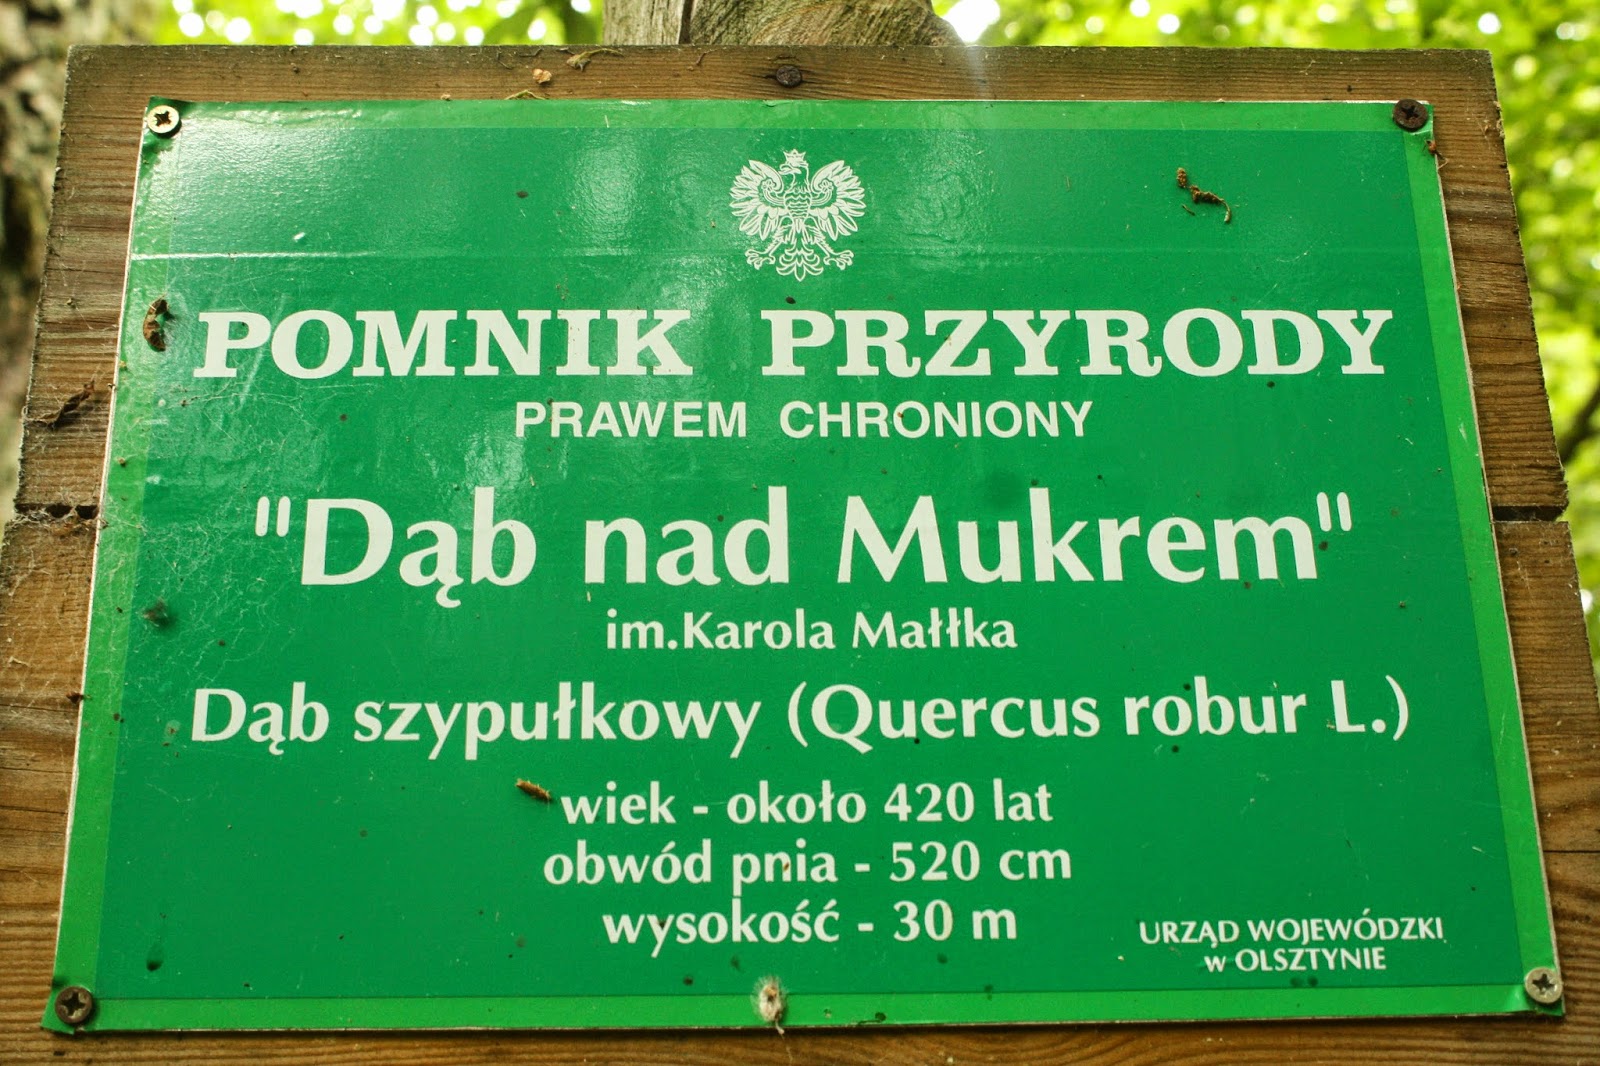 POMNIK PRZYRODY
PRAWEM CHRONIONY
"Dąb nad Mukrem"
im.Karola Małłka
Dąb szypułkowy (Quercus robur L.)
wiek - około 420 lat
obwód pnia - 520 cm
wysokość - 30 m
URZĄD WOJEWÓDZKI
w OLSZTYNIE